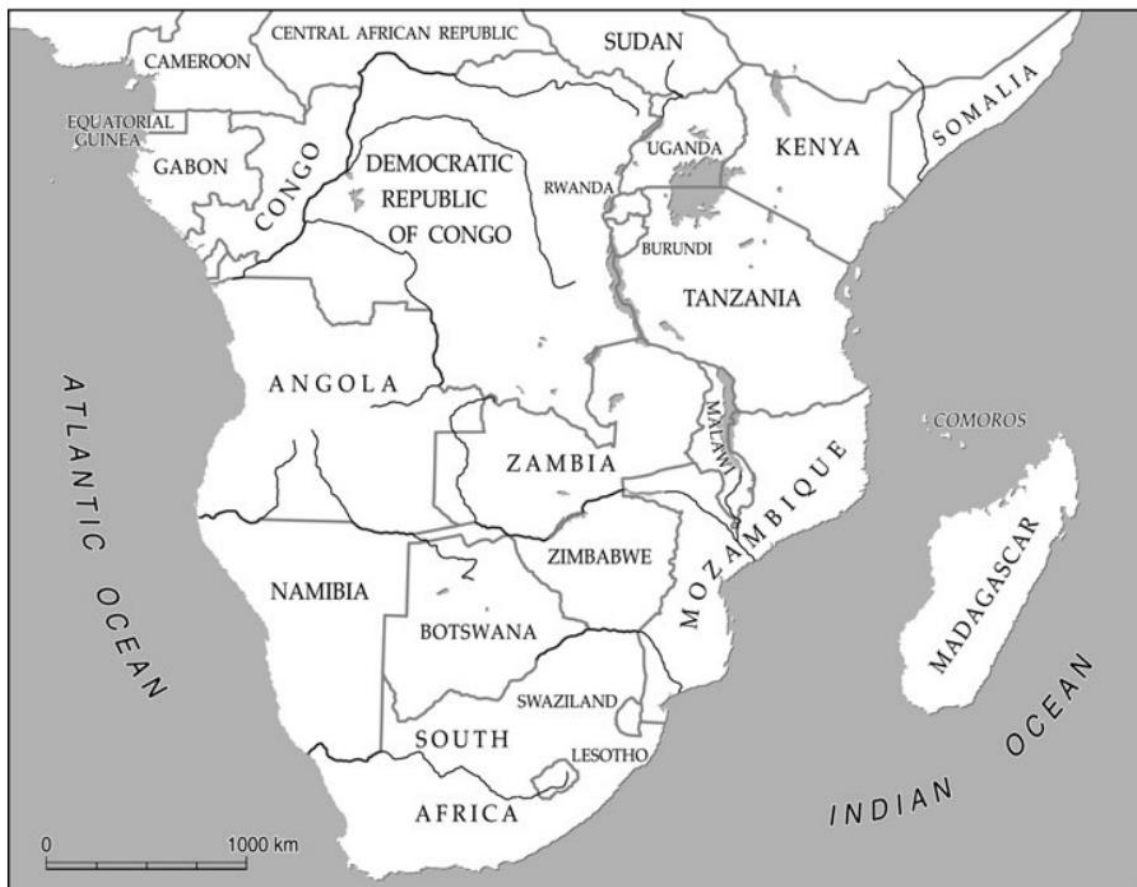 CENTRAL AFRICAN REPUBLIC
SUDAN
CAMEROON
SOMALIA
EQUATORIAL
GUINEA
GABON
CONGO
DEMOCRATIC
REPUBLIC
OF CONGO
UGANDA
KENYA
RWANDA
BURUNDI
TANZANIA
ANGOLA
ATLANTIC OCEAN
ZAMBIA
MALAWI
COMOROS
MOZAMBIQUE
ZIMBABWE
NAMIBIA
BOTSWANA
MADAGASCAR
SWAZILAND
SOUTH
LESOTHO
AFRICA
INDIAN OCEAN
0 1000 km